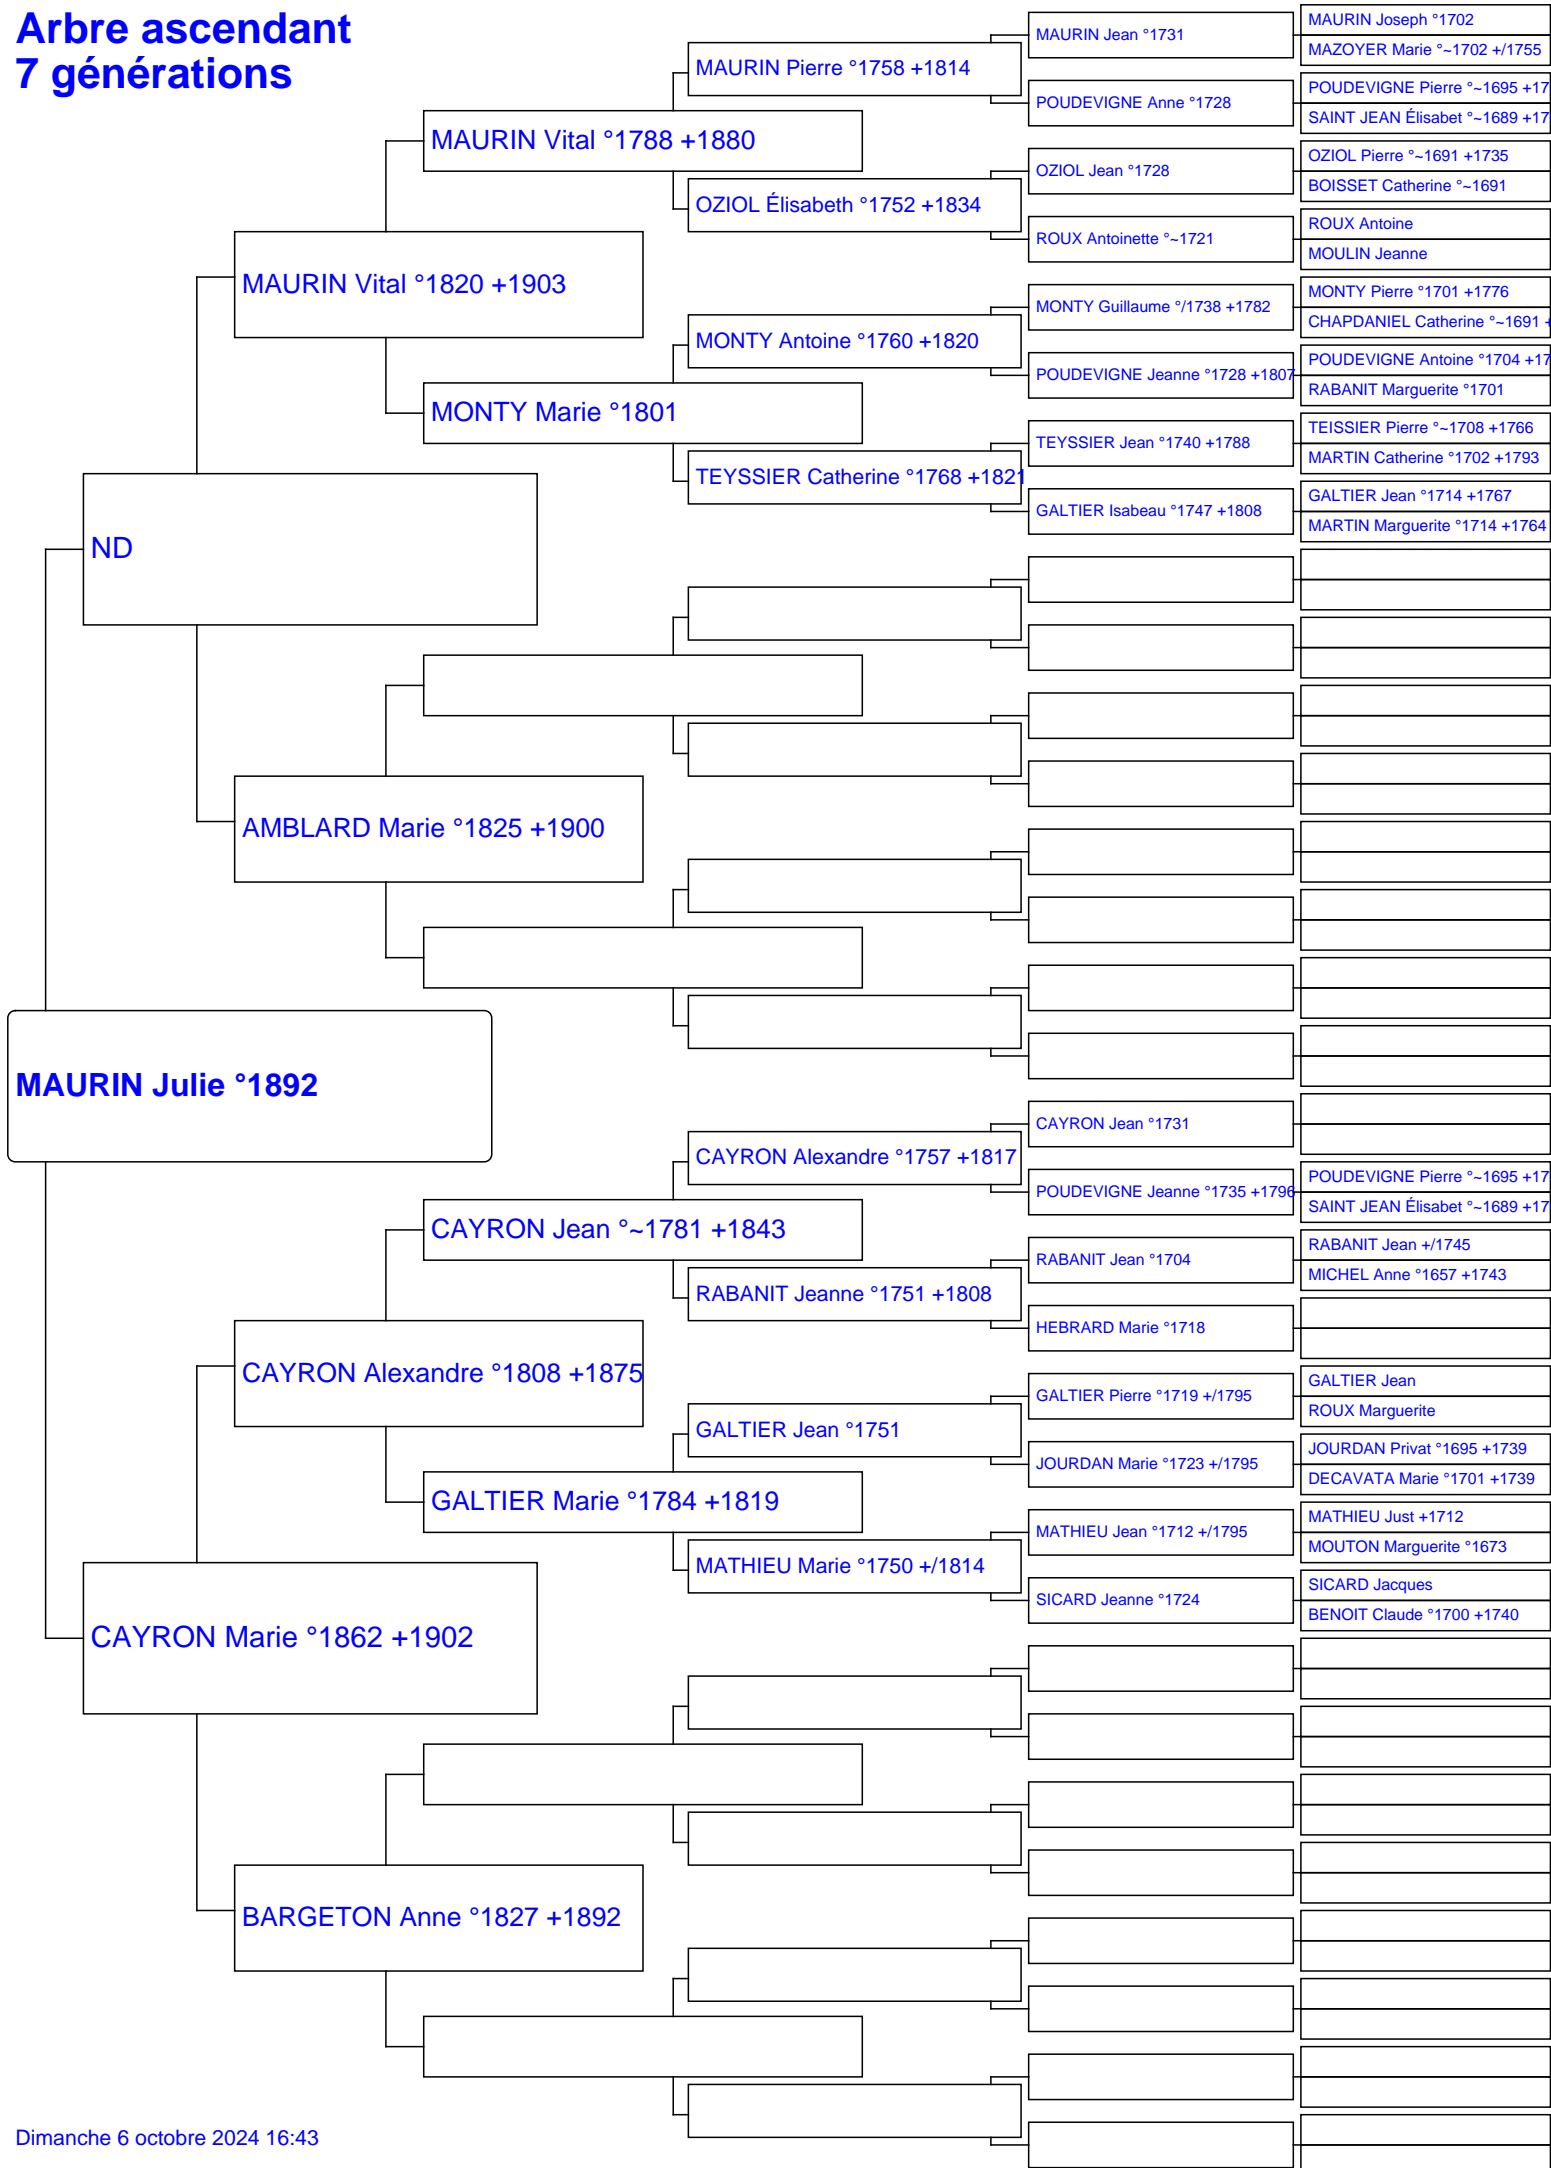 Arbre ascendant
7 générations
MAURIN Julie °1892
ND
CAYRON Marie °1862 +1902
MAURIN Vital °1820 +1903
AMBLARD Marie °1825 +1900
CAYRON Alexandre °1808 +1875
BARGETON Anne °1827 +1892
MAURIN Vital °1788 +1880
MONTY Marie °1801
CAYRON Jean °~1781 +1843
GALTIER Marie °1784 +1819
MAURIN Pierre °1758 +1814
OZIOL Élisabeth °1752 +1834
MONTY Antoine °1760 +1820
TEYSSIER Catherine °1768 +1821
CAYRON Alexandre °1757 +1817
RABANIT Jeanne °1751 +1808
GALTIER Jean °1751
MATHIEU Marie °1750 +/1814
MAURIN Jean °1731
POUDEVIGNE Anne °1728
OZIOL Jean °1728
ROUX Antoinette °~1721
MONTY Guillaume °/1738 +1782
POUDEVIGNE Jeanne °1728 +1807
TEYSSIER Jean °1740 +1788
GALTIER Isabeau °1747 +1808
CAYRON Jean °1731
POUDEVIGNE Jeanne °1735 +1796
RABANIT Jean °1704
HEBRARD Marie °1718
GALTIER Pierre °1719 +/1795
JOURDAN Marie °1723 +/1795
MATHIEU Jean °1712 +/1795
SICARD Jeanne °1724
MAURIN Joseph °1702
MAZOYER Marie °~1702 +/1755
POUDEVIGNE Pierre °~1695 +17
SAINT JEAN Élisabet °~1689 +17
OZIOL Pierre °~1691 +1735
BOISSET Catherine °~1691
ROUX Antoine
MOULIN Jeanne
MONTY Pierre °1701 +1776
CHAPDANIEL Catherine °~1691 +
POUDEVIGNE Antoine °1704 +17
RABANIT Marguerite °1701
TEISSIER Pierre °~1708 +1766
MARTIN Catherine °1702 +1793
GALTIER Jean °1714 +1767
MARTIN Marguerite °1714 +1764
POUDEVIGNE Pierre °~1695 +17
SAINT JEAN Élisabet °~1689 +17
RABANIT Jean +/1745
MICHEL Anne °1657 +1743
GALTIER Jean
ROUX Marguerite
JOURDAN Privat °1695 +1739
DECAVATA Marie °1701 +1739
MATHIEU Just +1712
MOUTON Marguerite °1673
SICARD Jacques
BENOIT Claude °1700 +1740
Dimanche 6 octobre 2024 16:43